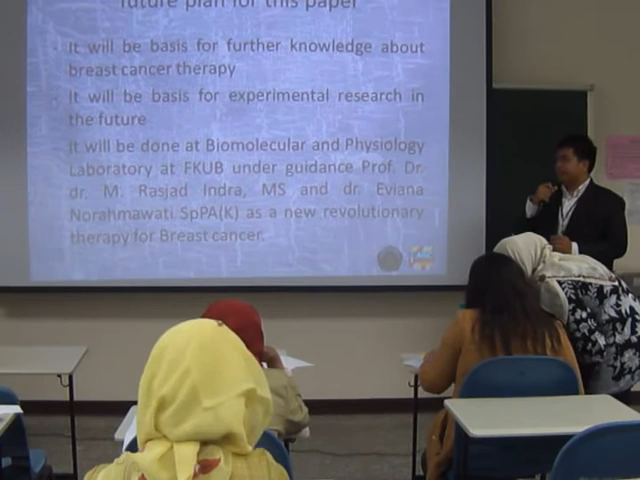 future plan for this paper
It will be basis for further knowledge about
breast cancer therapy
It will be basis for experimental research in
the future
It will be done at Biomolecular and Physiology
Laboratory at FKUB under guidance Prof. Dr.
dr. M. Rasjad Indra, MS and dr. Eviana
Norahmawati SpPA(K) as a new revolutionary
therapy for Breast cancer.